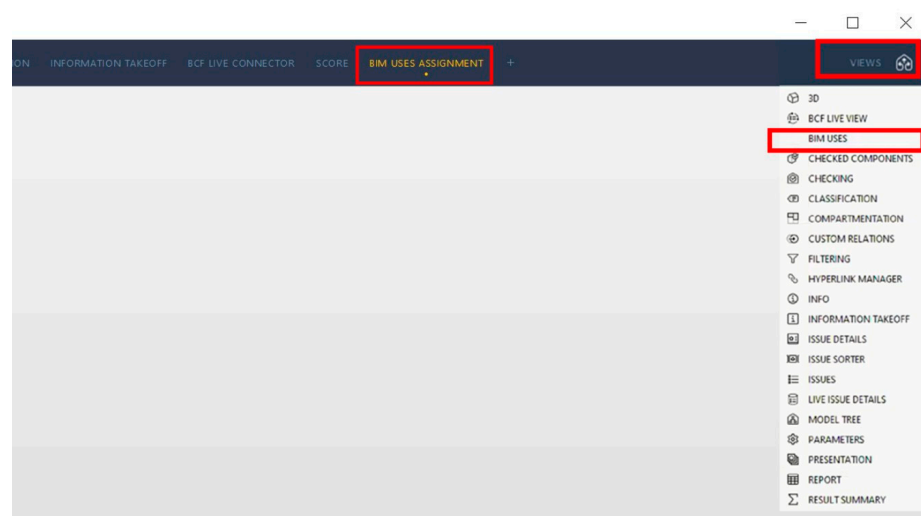 ON INFORMATION TAKEOFF BCF LIVE CONNECTOR SCORE BIM USES ASSIGNMENT + VIEWS
3D
BCF LIVE VIEW
BIM USES
CHECKED COMPONENTS
CHECKING
CLASSIFICATION
COMPARTMENTATION
CUSTOM RELATIONS
FILTERING
HYPERLINK MANAGER
INFO
INFORMATION TAKEOFF
ISSUE DETAILS
ISSUE SORTER
ISSUES
LIVE ISSUE DETAILS
MODEL TREE
PARAMETERS
PRESENTATION
REPORT
RESULT SUMMARY